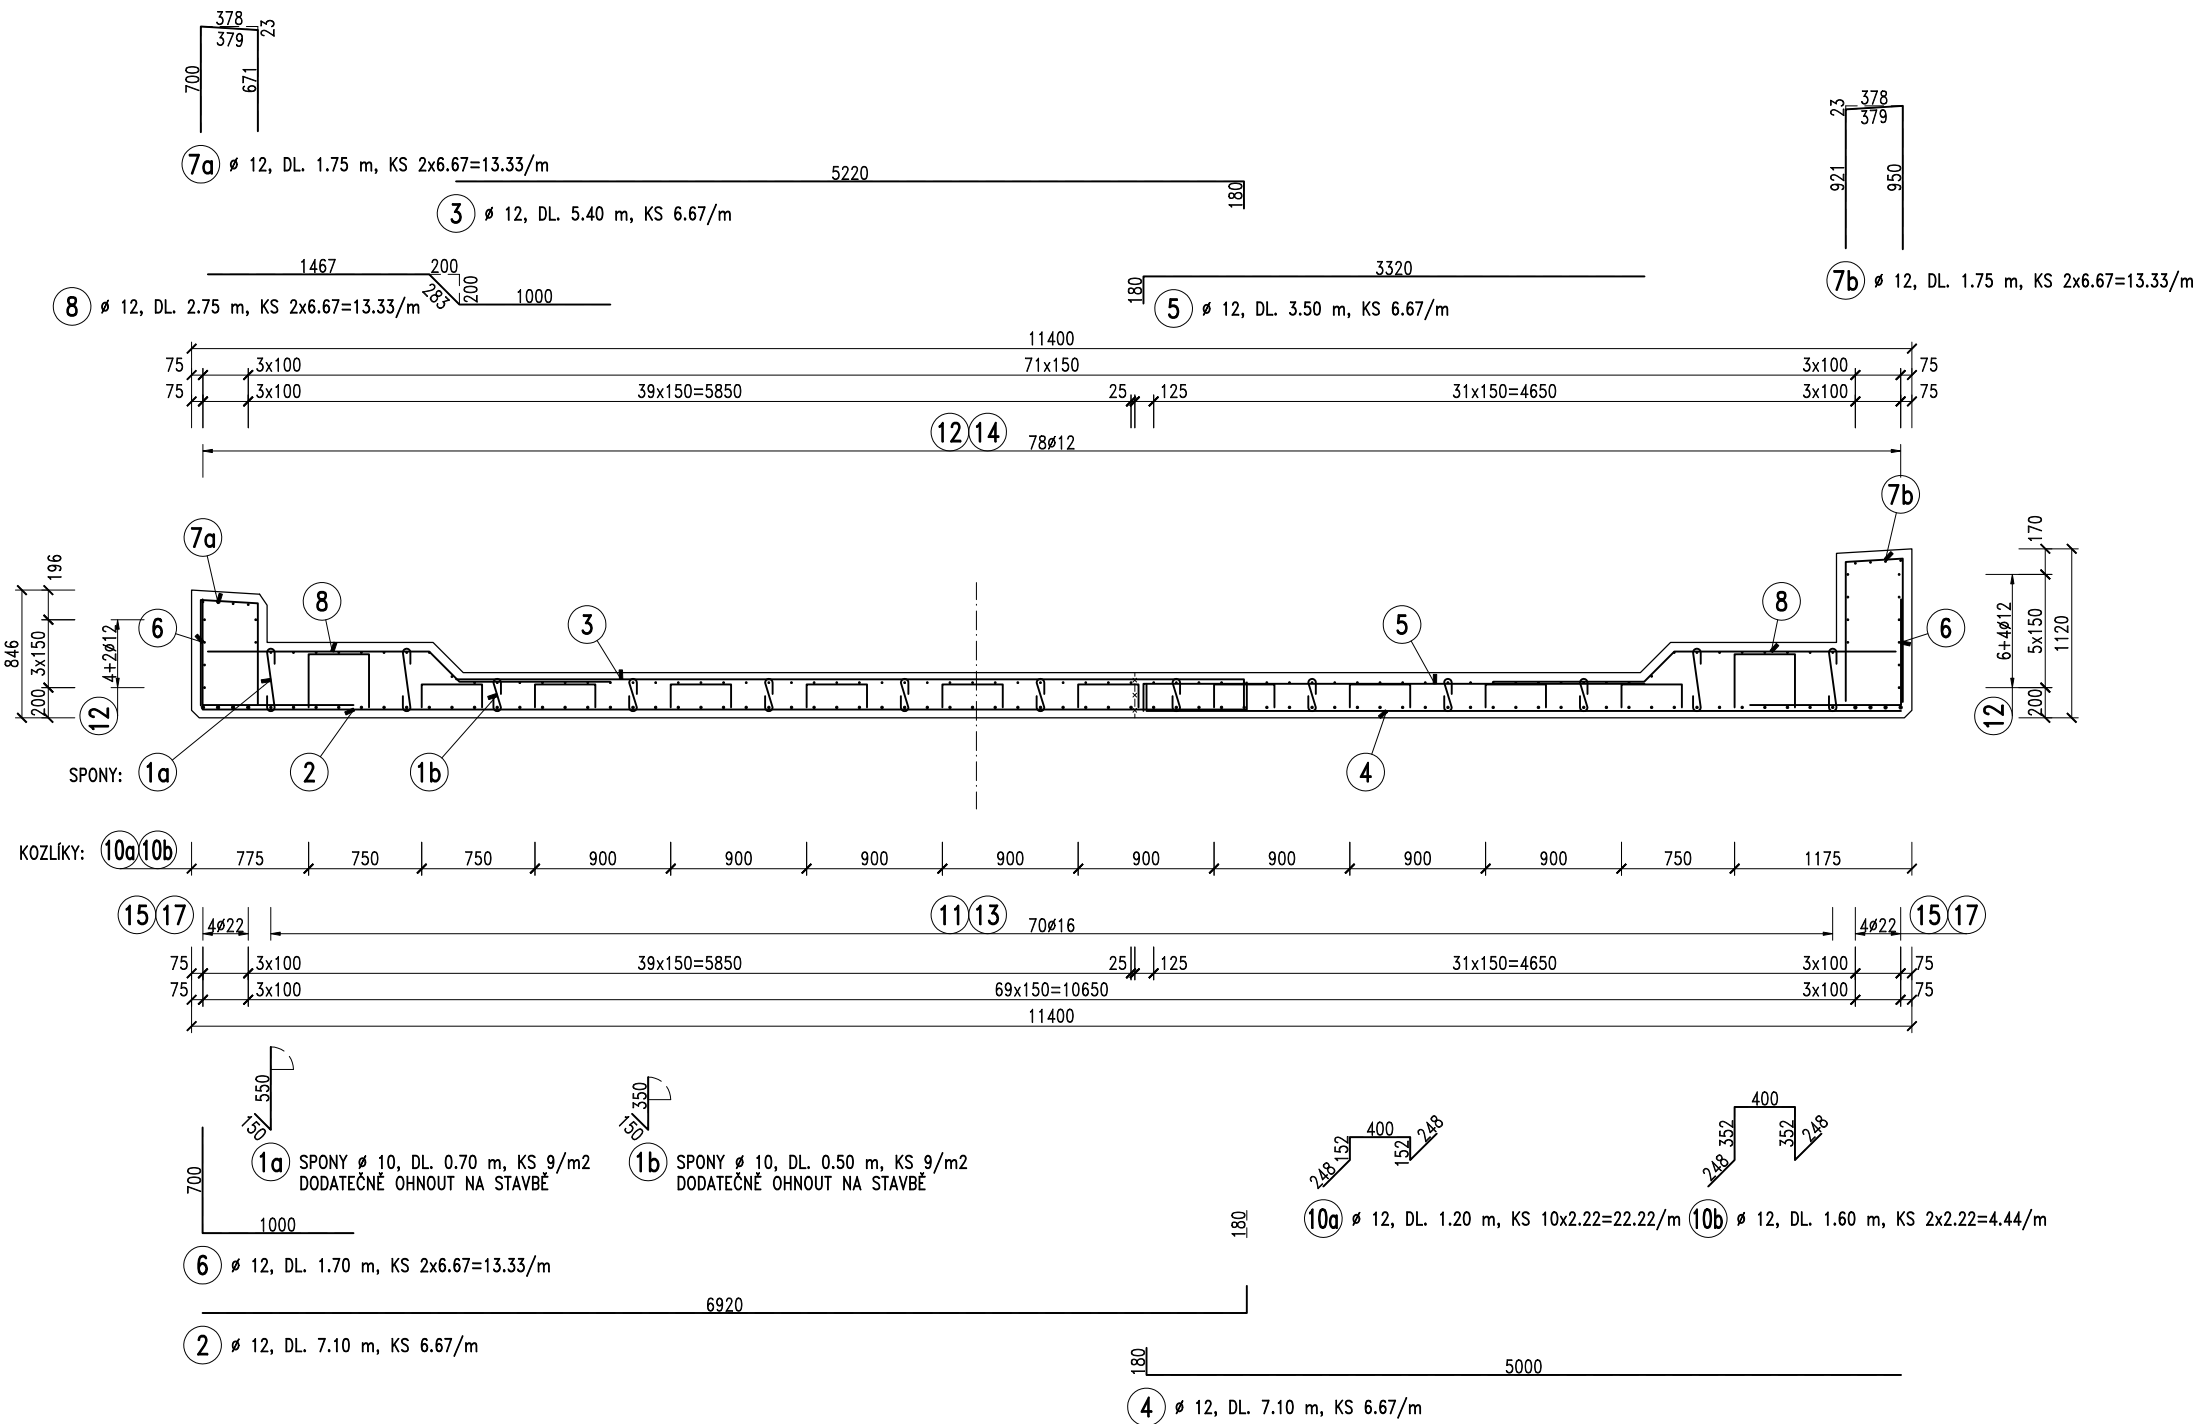 378
379
23
700
671
7a ø 12, DL. 1.75 m, KS 2x6.67=13.33/m
23
378
379
921
950
7b ø 12, DL. 1.75 m, KS 2x6.67=13.33/m
5220
180
3 ø 12, DL. 5.40 m, KS 6.67/m
1467
200
200
283
1000
8 ø 12, DL. 2.75 m, KS 2x6.67=13.33/m
3320
180
5 ø 12, DL. 3.50 m, KS 6.67/m
11400
75 3x100 71x150 3x100 75
75 3x100 39x150=5850 25 125 31x150=4650 3x100 75
12 14
78ø12
7b
7a
8
3
5
8
6
6
846
196
3x150
200
4+2ø12
12
170
5x150
200
1120
6+4ø12
12
SPONY: 1a
2
1b
4
KOZLÍKY: 10a 10b
775 750 750 900 900 900 900 900 900 900 900 750 1175
15 17
4ø22
11 13
70ø16
4ø22
15 17
75 3x100 39x150=5850 25 125 31x150=4650 3x100 75
75 3x100 69x150=10650 3x100 75
11400
550
150
1a SPONY ø 10, DL. 0.70 m, KS 9/m2
DODATEČNĚ OHNOUT NA STAVBĚ
350
150
1b SPONY ø 10, DL. 0.50 m, KS 9/m2
DODATEČNĚ OHNOUT NA STAVBĚ
400
152
152
248
248
10a ø 12, DL. 1.20 m, KS 10x2.22=22.22/m
400
352
352
248
248
10b ø 12, DL. 1.60 m, KS 2x2.22=4.44/m
700
1000
6 ø 12, DL. 1.70 m, KS 2x6.67=13.33/m
180
6920
2 ø 12, DL. 7.10 m, KS 6.67/m
180
5000
4 ø 12, DL. 7.10 m, KS 6.67/m